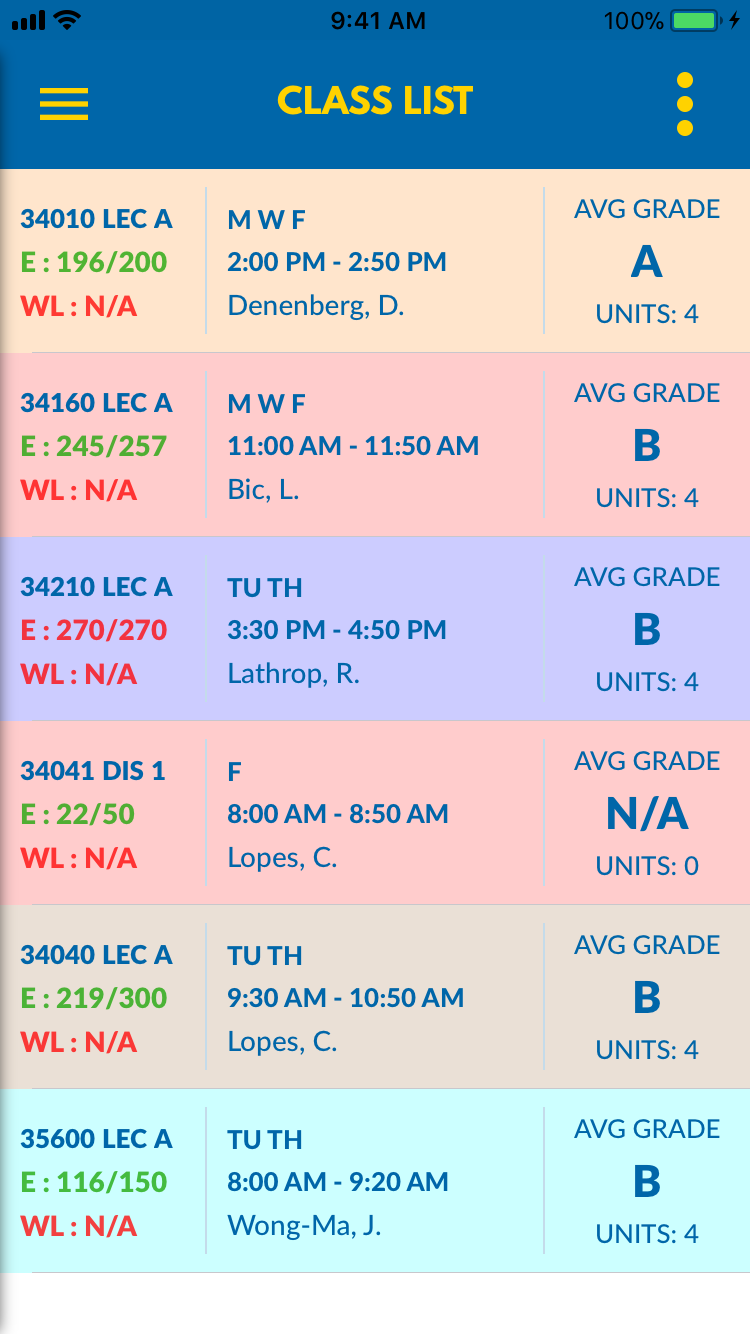 9:41 AM
100%
CLASS LIST
34010 LEC A
E : 196/200
WL : N/A
M W F
2:00 PM - 2:50 PM
Denenberg, D.
AVG GRADE
A
UNITS: 4
34160 LEC A
E : 245/257
WL : N/A
M W F
11:00 AM - 11:50 AM
Bic, L.
AVG GRADE
B
UNITS: 4
34210 LEC A
E : 270/270
WL : N/A
TU TH
3:30 PM - 4:50 PM
Lathrop, R.
AVG GRADE
B
UNITS: 4
34041 DIS 1
E : 22/50
WL : N/A
F
8:00 AM - 8:50 AM
Lopes, C.
AVG GRADE
N/A
UNITS: 0
34040 LEC A
E : 219/300
WL : N/A
TU TH
9:30 AM - 10:50 AM
Lopes, C.
AVG GRADE
B
UNITS: 4
35600 LEC A
E : 116/150
WL : N/A
TU TH
8:00 AM - 9:20 AM
Wong-Ma, J.
AVG GRADE
B
UNITS: 4